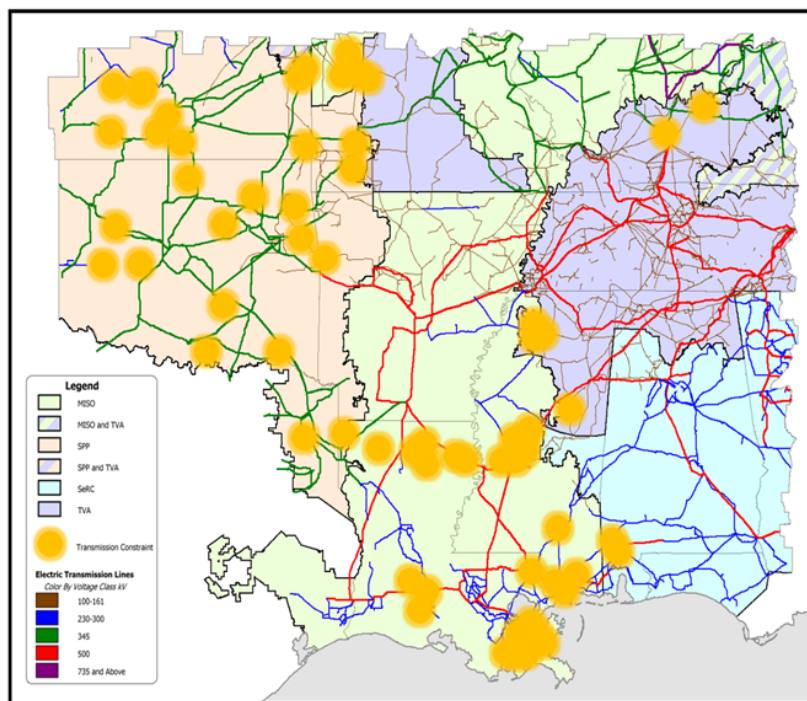 Legend
MISO
MISO and TVA
SPP
SPP and TVA
SeRC
TVA
Transmission Constraint
Electric Transmission Lines
Color By Voltage Class kV
100-161
230-300
345
500
735 and Above